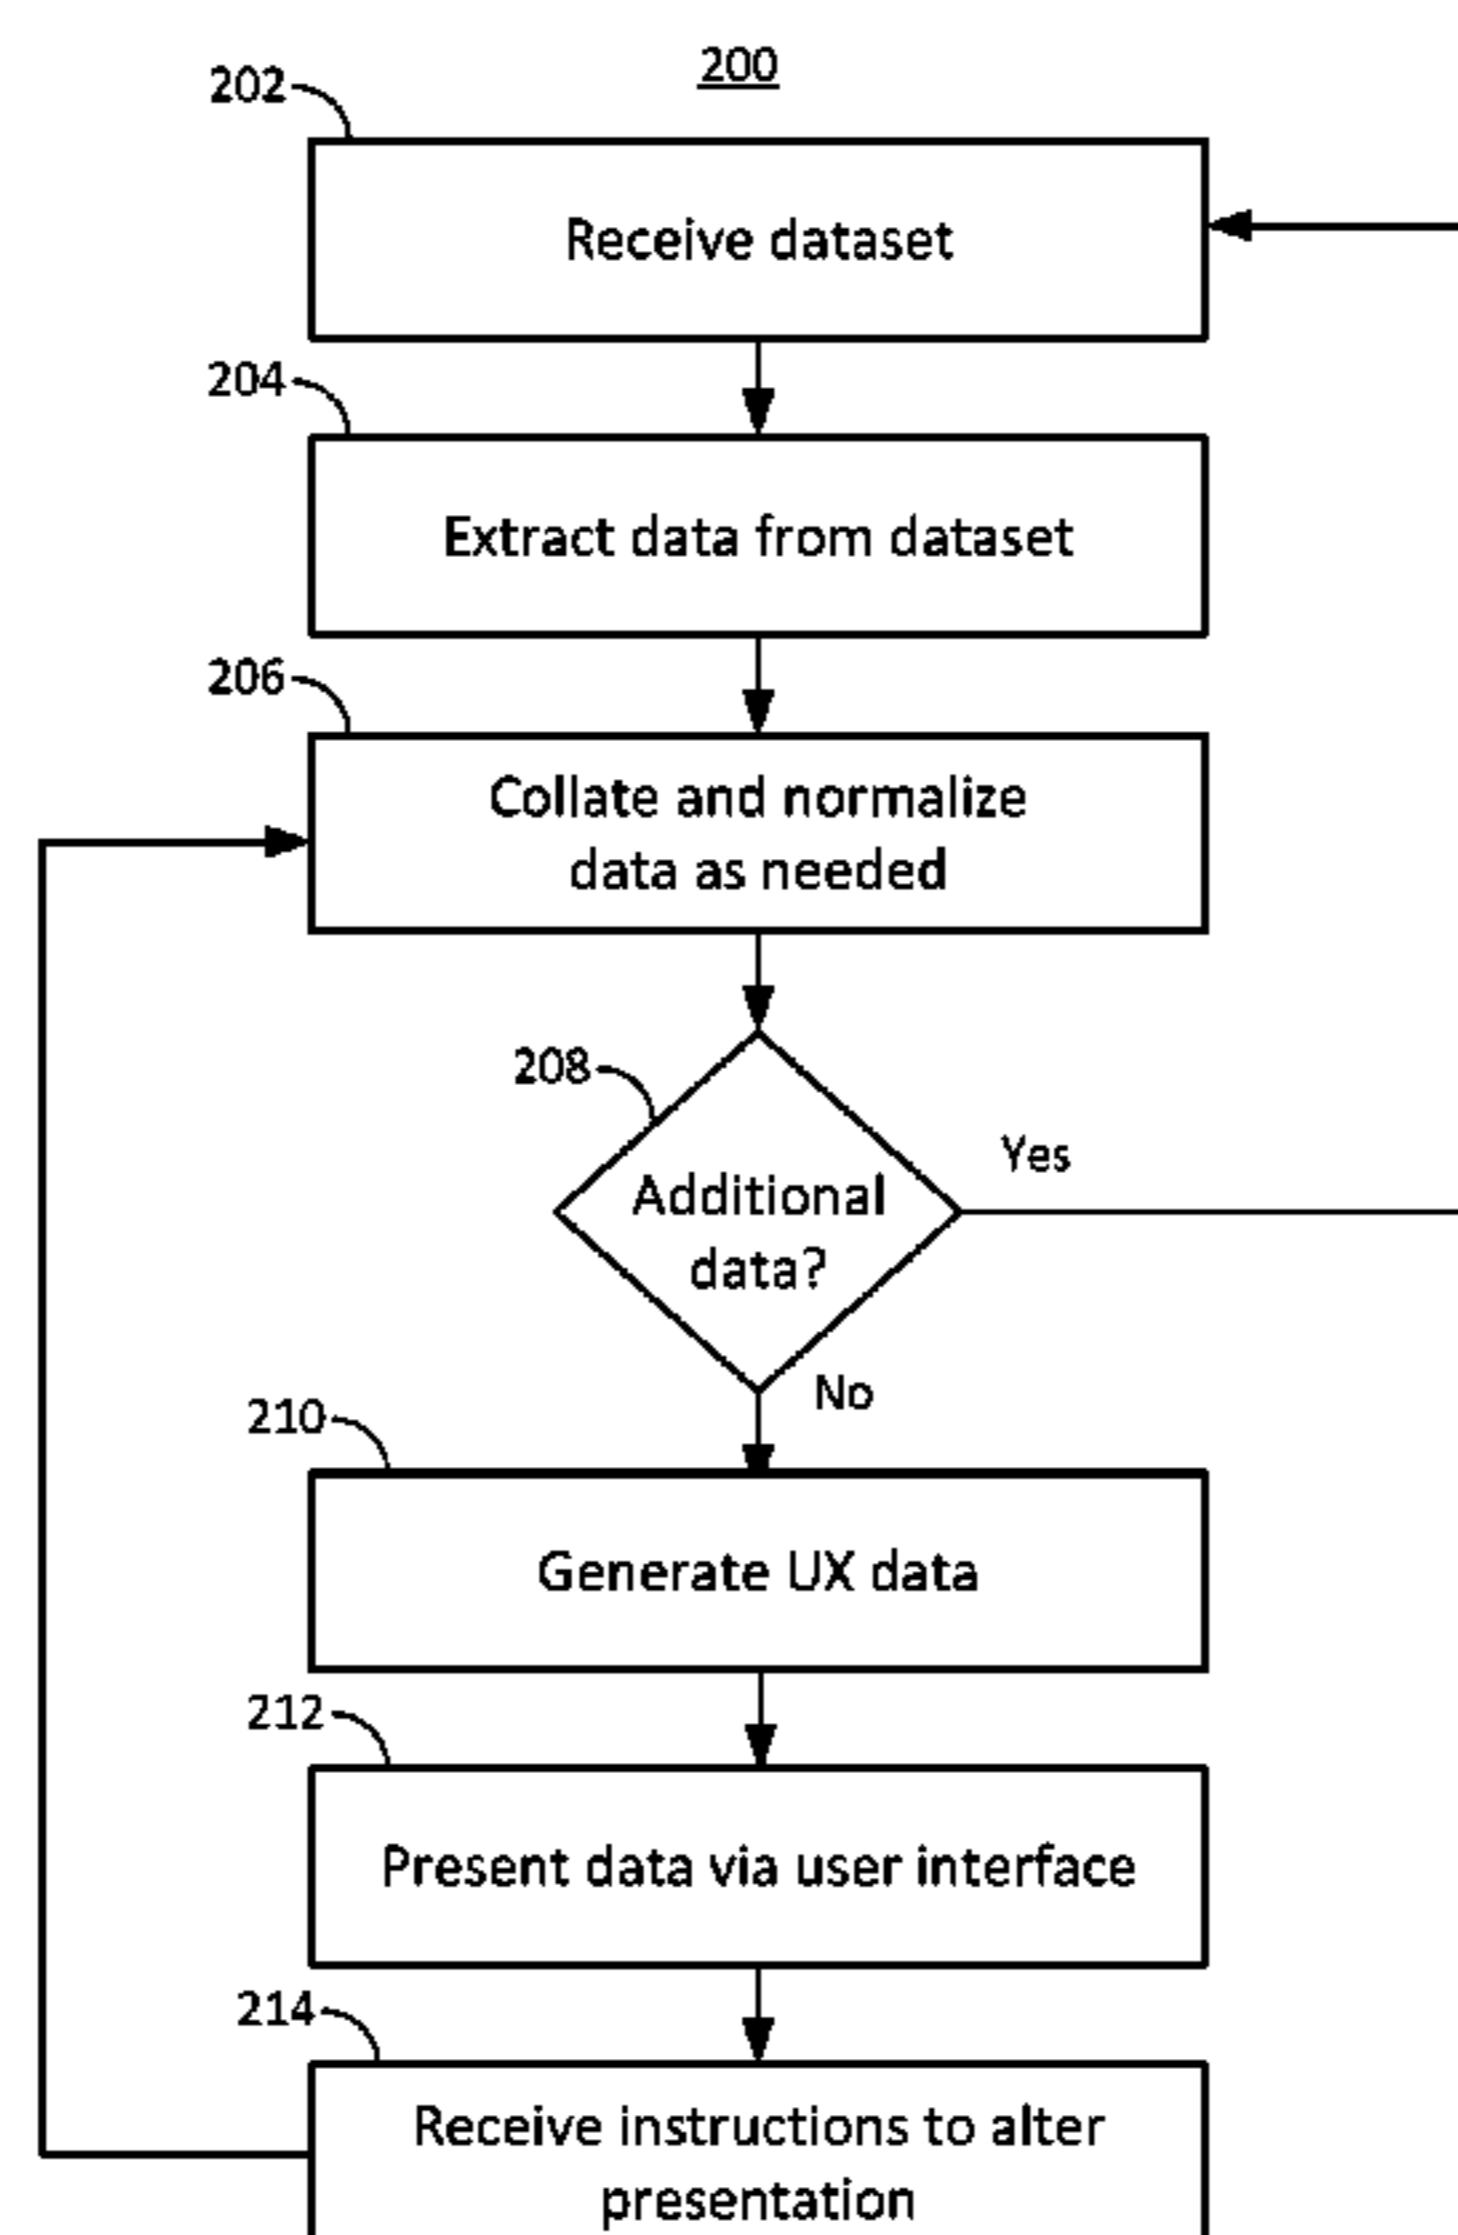 200
202
Receive dataset
204
Extract data from dataset
206
Collate and normalize
data as needed
208
Additional
data?
Yes
No
210
Generate UX data
212
Present data via user interface
214
Receive instructions to alter
presentation